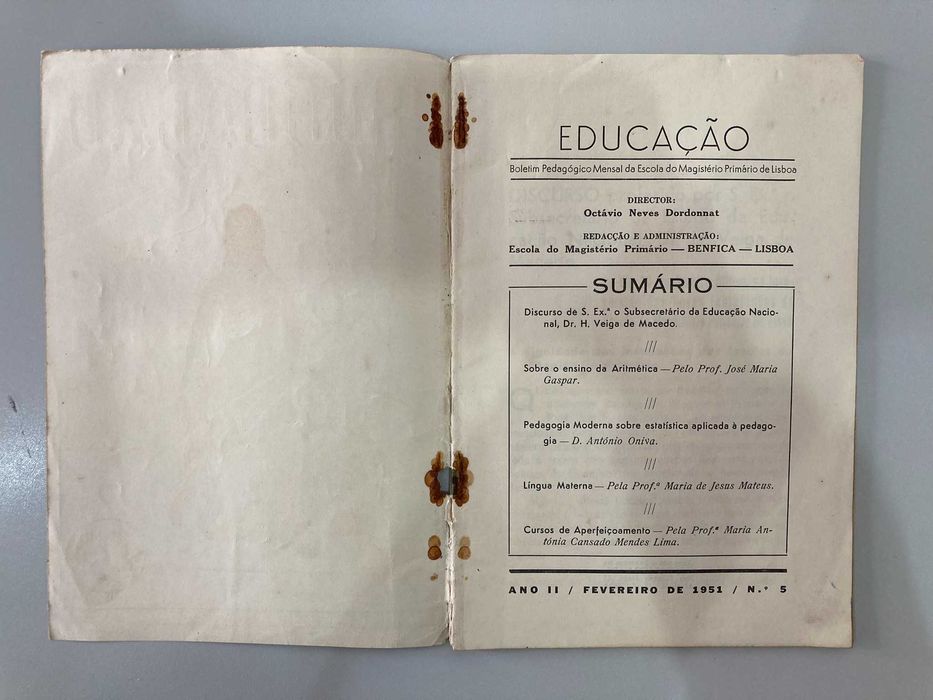 EDUCAÇÃO
Boletim Pedagógico Mensal da Escola do Magistério Primário de Lisboa
DIRECTOR:
Octávio Neves Dordonnat
REDACÇÃO E ADMINISTRAÇÃO:
Escola do Magistério Primário — BENFICA — LISBOA
SUMÁRIO
Discurso de S. Ex.ª o Subsecretário da Educação Nacio-
nal, Dr. H. Veiga de Macedo.
///
Sobre o ensino da Aritmética — Pelo Prof. José Maria
Gaspar.
///
Pedagogia Moderna sobre estatística aplicada à pedago-
gia — D. António Oniva.
///
Língua Materna — Pela Prof.ª Maria de Jesus Mateus.
///
Cursos de Aperfeiçoamento — Pela Prof.ª Maria An-
tónia Cansado Mendes Lima.
ANO II / FEVEREIRO DE 1951 / N.º 5